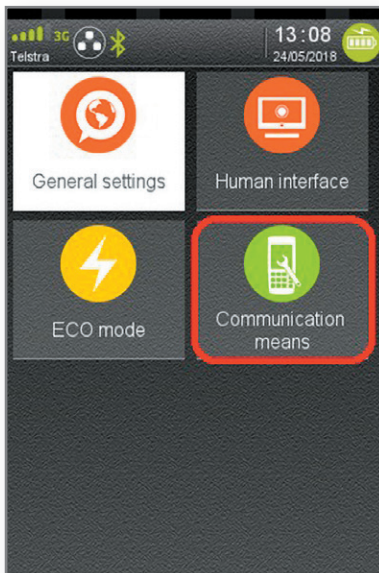 3G
13:08
Telstra
24/05/2018
General settings
Human interface
ECO mode
Communication
means